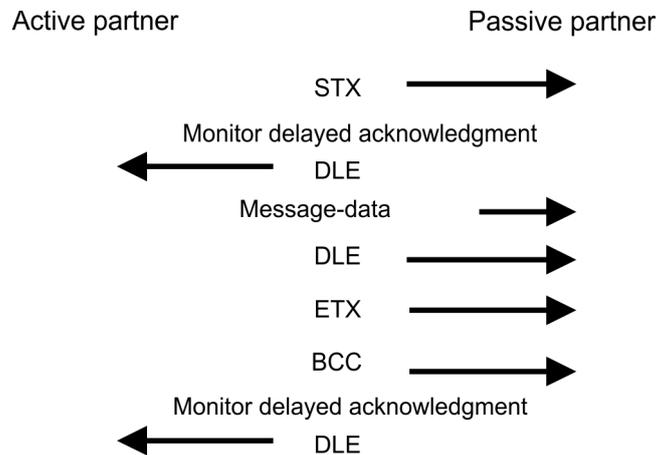 Active partner Passive partner
STX
Monitor delayed acknowledgment
DLE
Message-data
DLE
ETX
BCC
Monitor delayed acknowledgment
DLE